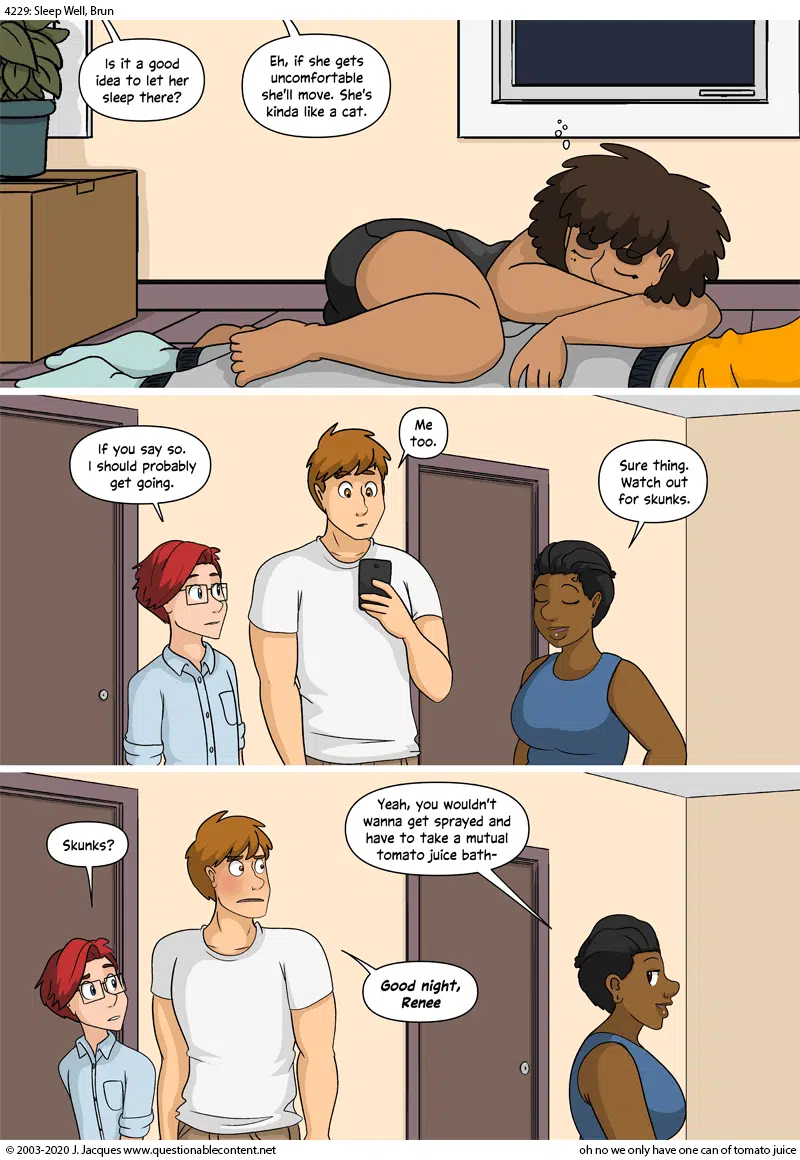 4229: Sleep Well, Brun
Is it a good
idea to let her
sleep there?
Eh, if she gets
uncomfortable
she'll move. She's
kinda like a cat.
If you say so.
I should probably
get going.
Me
too.
Sure thing.
Watch out
for skunks.
Skunks?
Yeah, you wouldn't
wanna get sprayed and
have to take a mutual
tomato juice bath-
Good night,
Renee
© 2003-2020 J. Jacques www.questionablecontent.net
oh no we only have one can of tomato juice